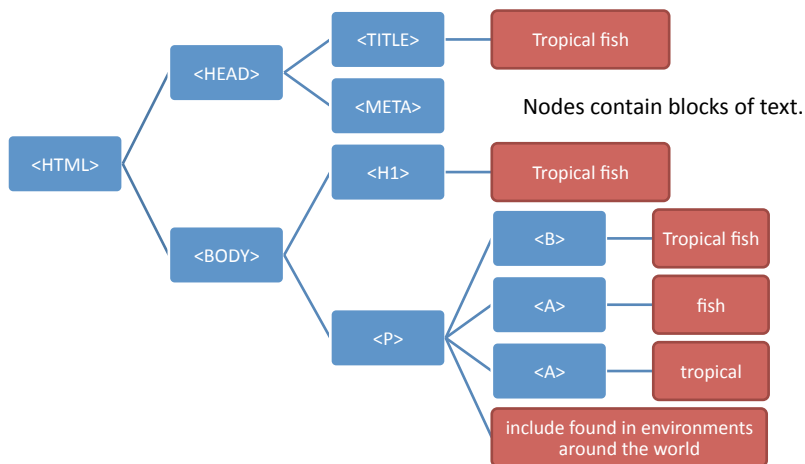 <TITLE>
Tropical fish
<HEAD>
<META>
Nodes contain blocks of text.
<HTML>
<H1>
Tropical fish
<BODY>
<B>
Tropical fish
<A>
fish
<P>
<A>
tropical
include found in environments
around the world